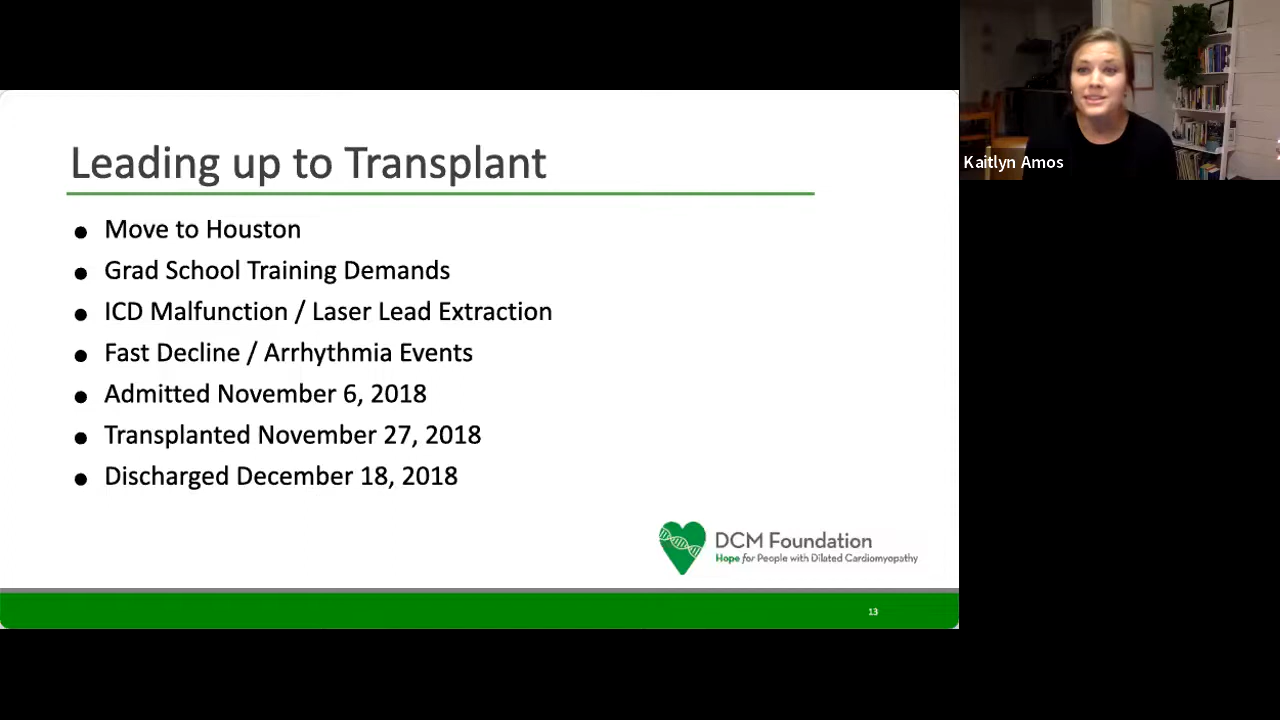 Leading up to Transplant
● Move to Houston
● Grad School Training Demands
● ICD Malfunction / Laser Lead Extraction
● Fast Decline / Arrhythmia Events
● Admitted November 6, 2018
● Transplanted November 27, 2018
● Discharged December 18, 2018
DCM Foundation
Hope for People with Dilated Cardiomyopathy
13
Kaitlyn Amos